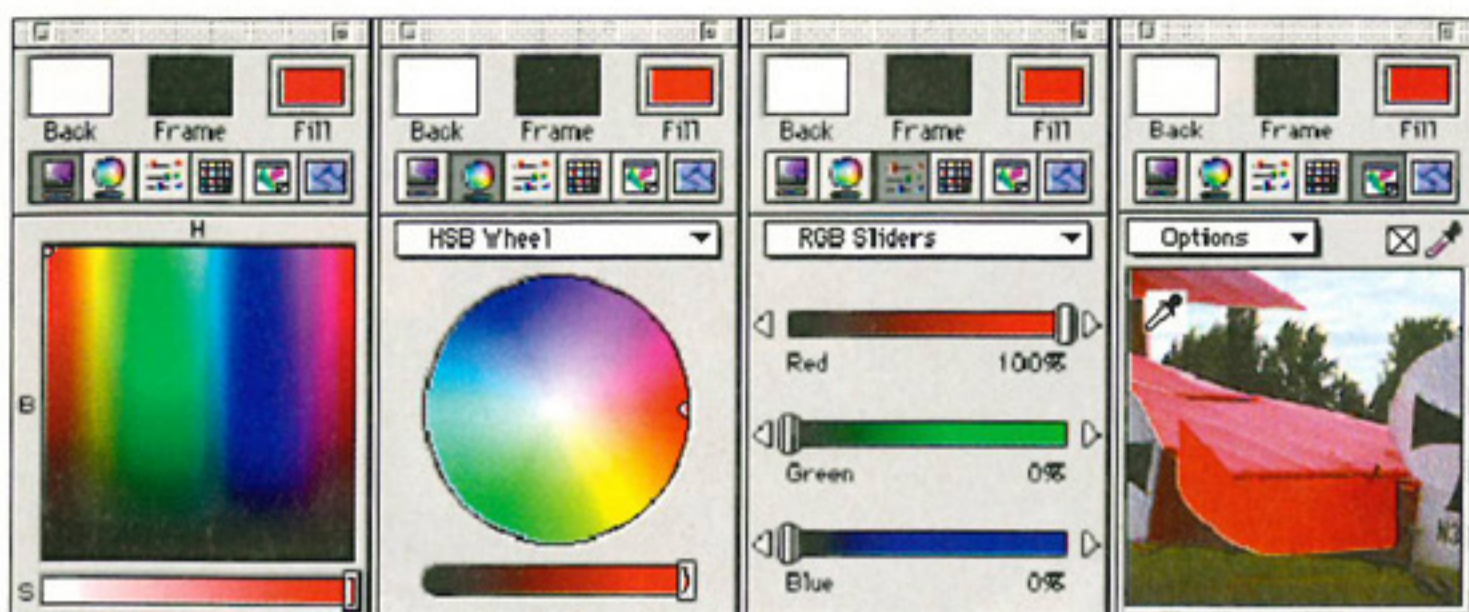 Back Frame Fill
H
B
S
Back Frame Fill
HSB Wheel
Back Frame Fill
RGB Sliders
Red 100%
Green 0%
Blue 0%
Back Frame Fill
Options